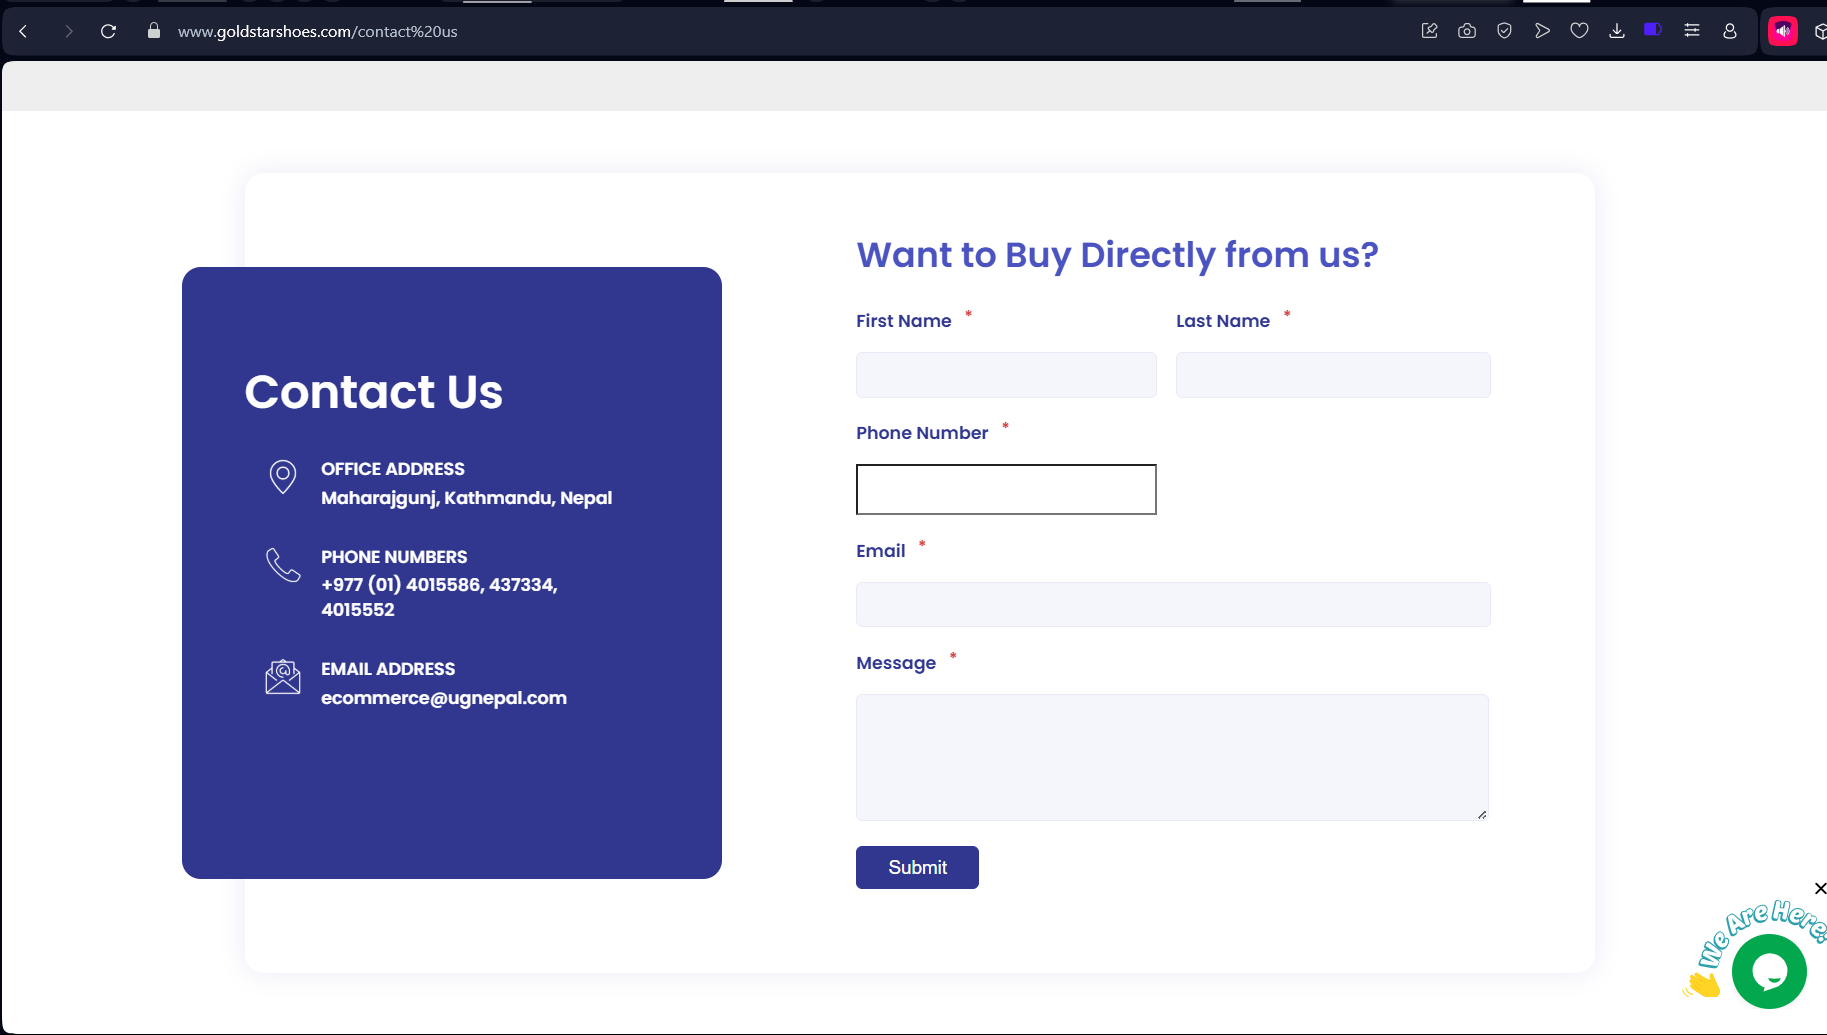 www.goldstarshoes.com/contact%20us
Want to Buy Directly from us?
First Name *
Last Name *
Phone Number *
Email *
Message *
Submit
Contact Us
OFFICE ADDRESS
Maharajgunj, Kathmandu, Nepal
PHONE NUMBERS
+977 (01) 4015586, 437334,
4015552
EMAIL ADDRESS
ecommerce@ugnepal.com
We Are Here!